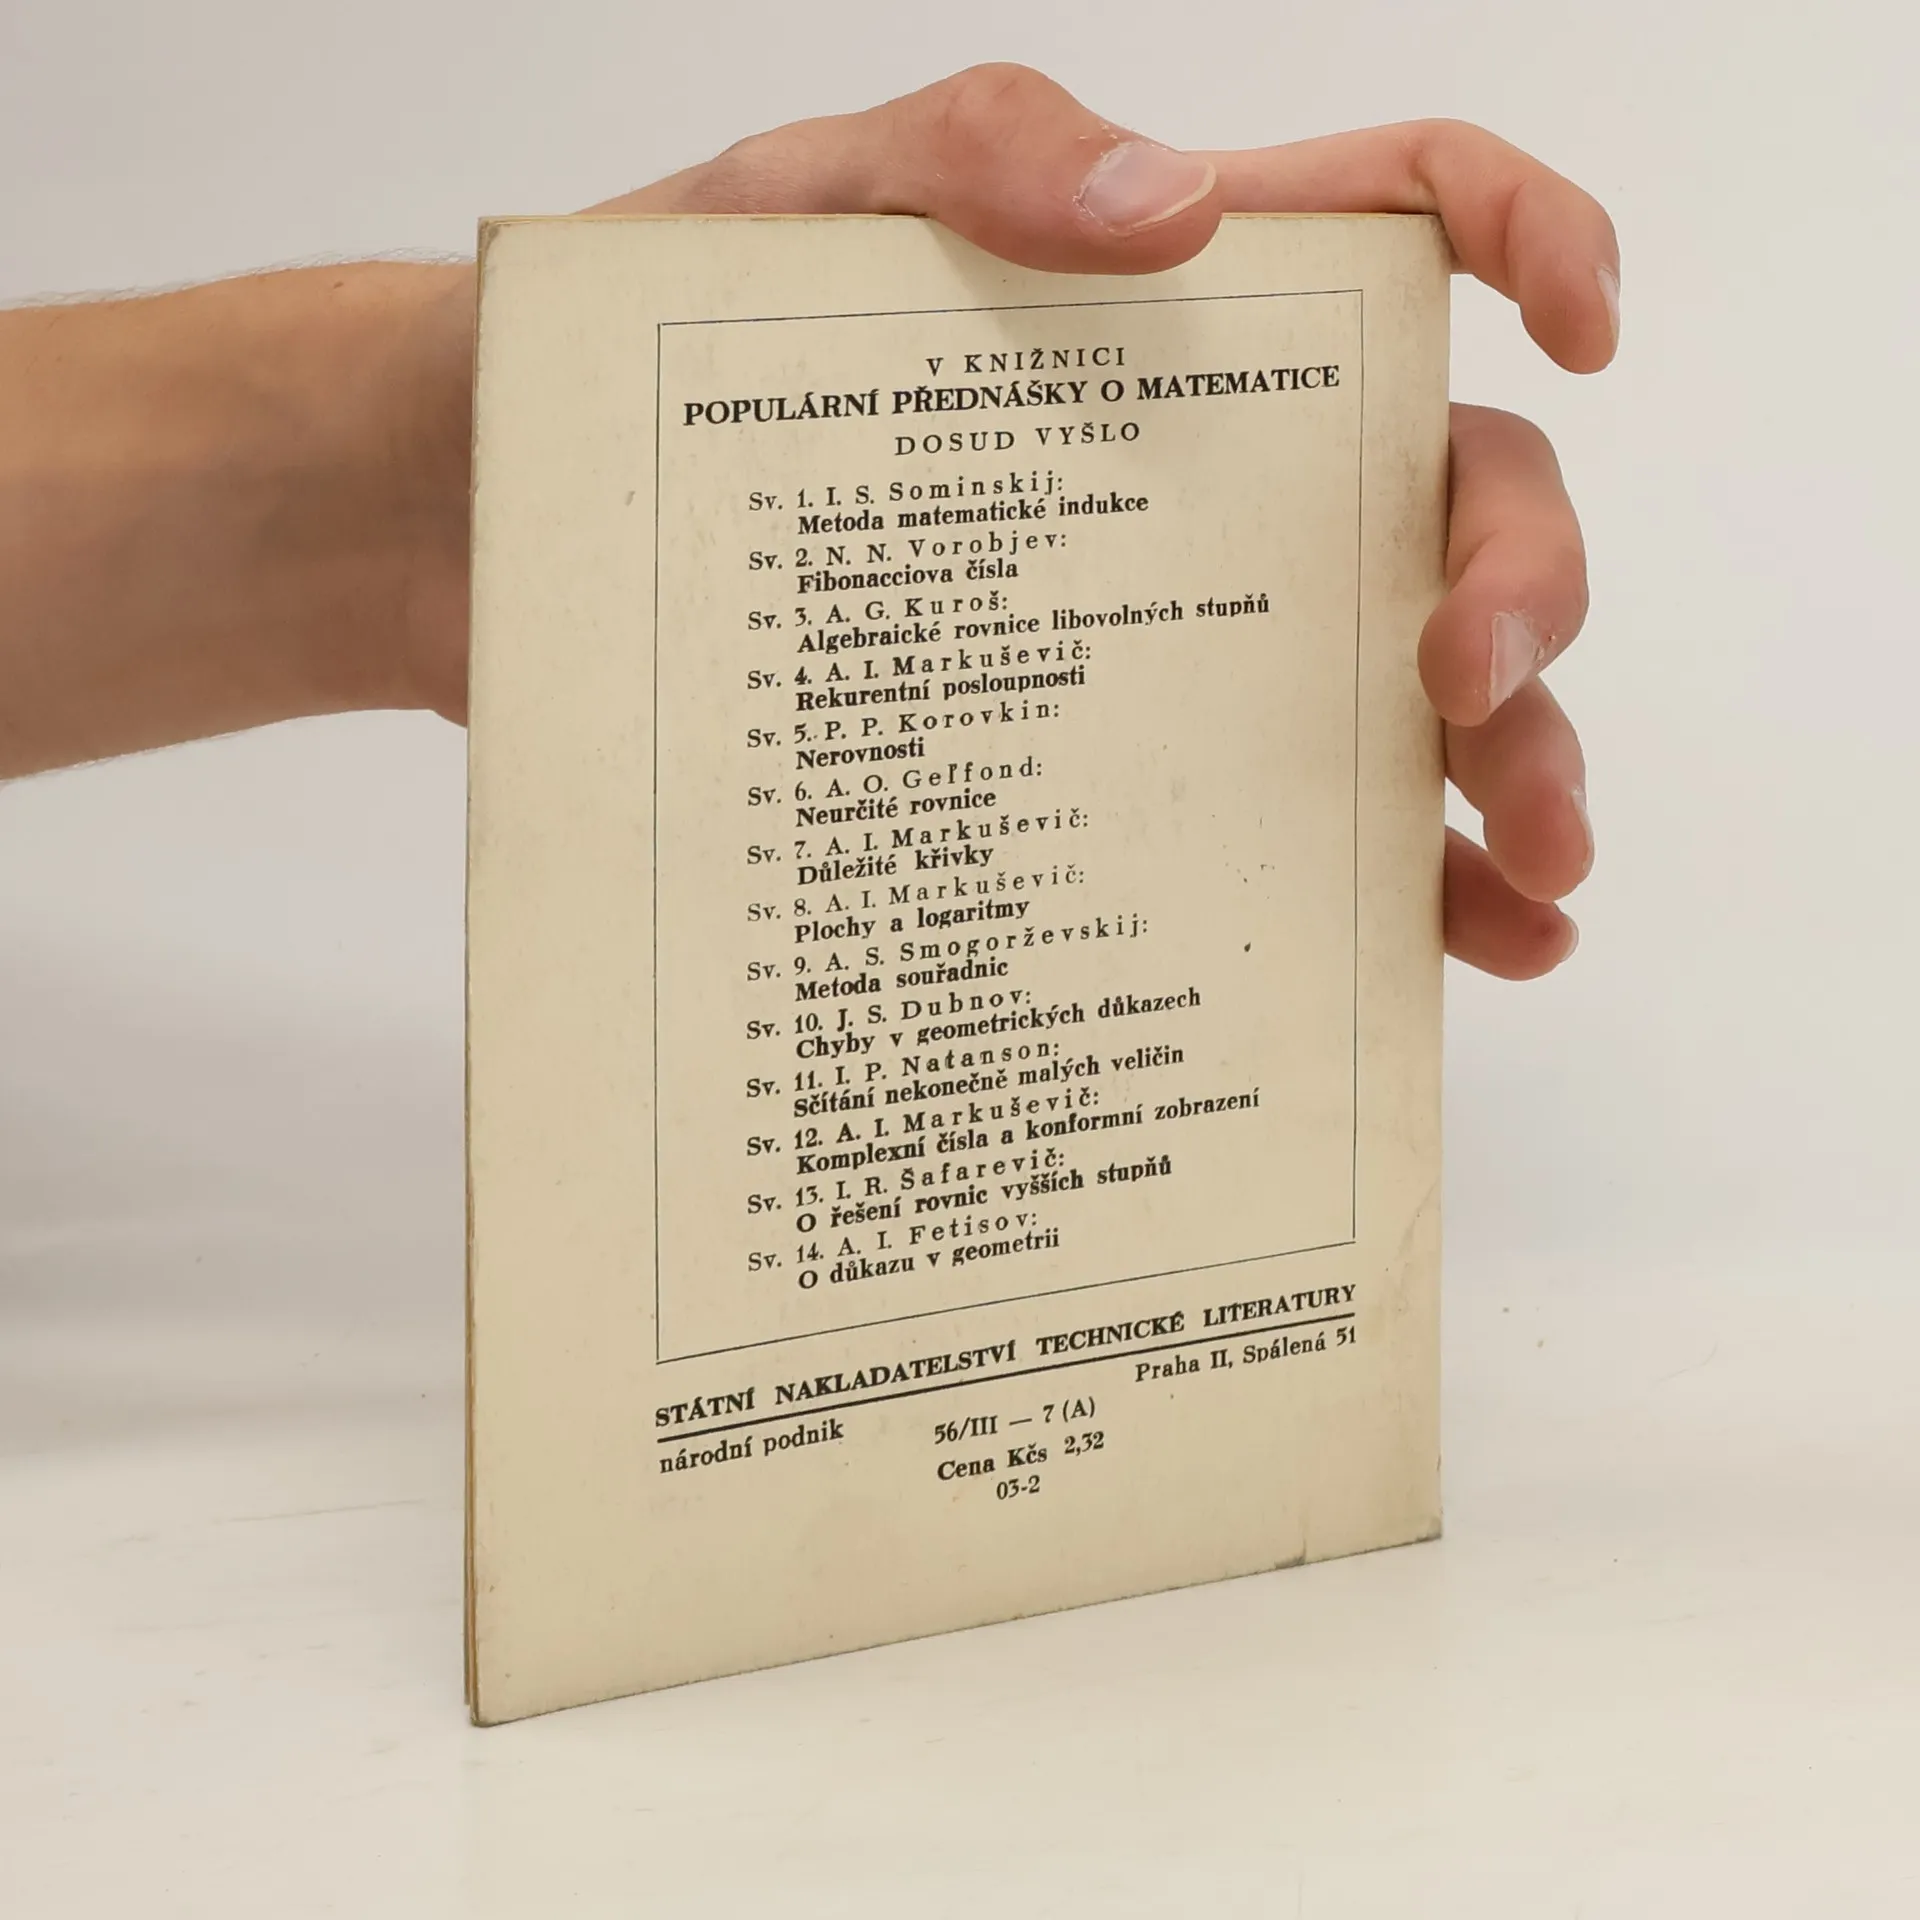 V KNIŽNICI
POPULÁRNÍ PŘEDNÁŠKY O MATEMATICE
DOSUD VYŠLO
Sv. 1. I. S. Sominskij:
Metoda matematické indukce
Sv. 2. N. N. Vorobjev:
Fibonacciova čísla
Sv. 3. A. G. Kuroš:
Algebraické rovnice libovolných stupňů
Sv. 4. A. I. Markuševič:
Rekurentní posloupnosti
Sv. 5. P. P. Korovkin:
Nerovnosti
Sv. 6. A. O. Geľfond:
Neurčité rovnice
Sv. 7. A. I. Markuševič:
Důležité křivky
Sv. 8. A. I. Markuševič:
Plochy a logaritmy
Sv. 9. A. S. Smogorževskij:
Metoda souřadnic
Sv. 10. J. S. Dubnov:
Chyby v geometrických důkazech
Sv. 11. I. P. Natanson:
Sčítání nekonečně malých veličin
Sv. 12. A. I. Markuševič:
Komplexní čísla a konformní zobrazení
Sv. 13. I. R. Šafarevič:
O řešení rovnic vyšších stupňů
Sv. 14. A. I. Fetisov:
O důkazu v geometrii
STÁTNÍ NAKLADATELSTVÍ TECHNICKÉ LITERATURY
národní podnik Praha II, Spálená 51
56/III — 7 (A)
Cena Kčs 2,32
03-2